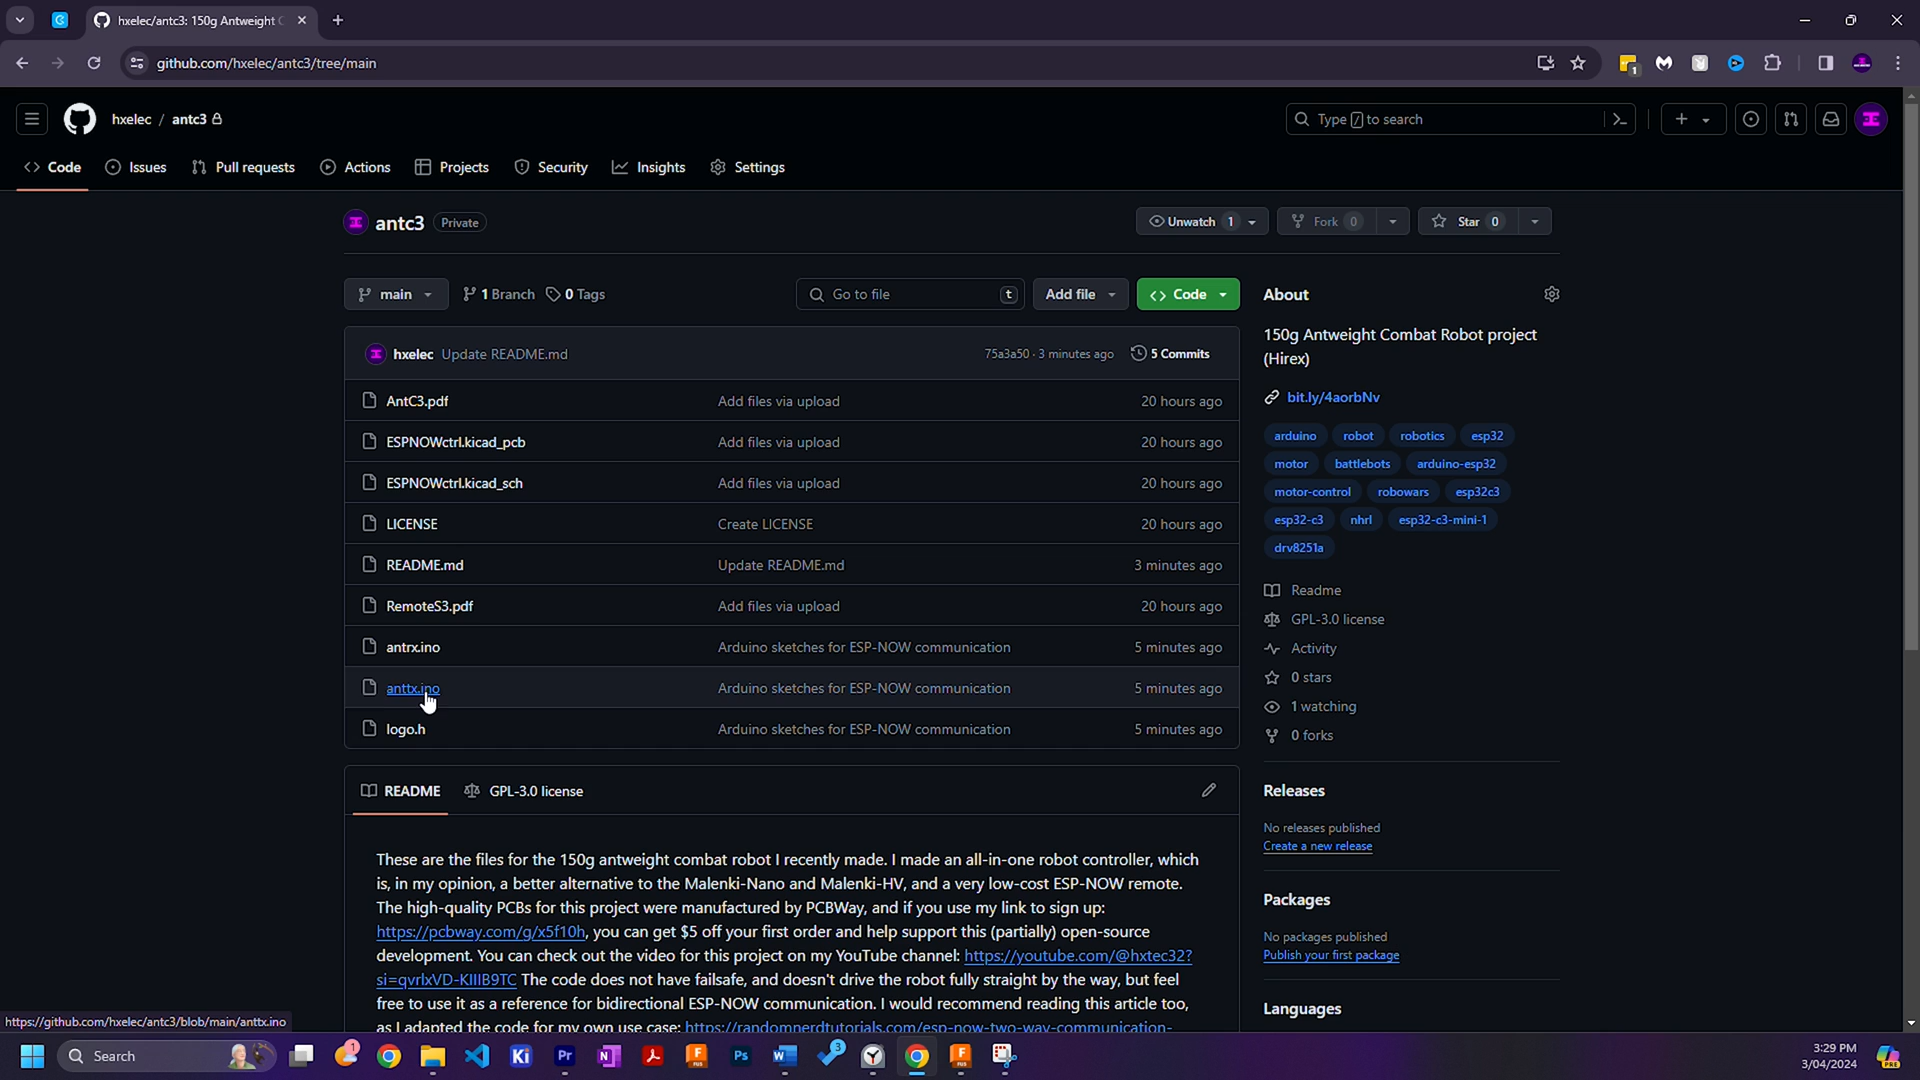 hxelec/antc3: 150g Antweight C
github.com/hxelec/antc3/tree/main
1
hxelec / antc3
Type / to search
Code Issues Pull requests Actions Projects Security Insights Settings
antc3 Private
Unwatch 1 Fork 0 Star 0
main 1 Branch 0 Tags
Go to file t Add file Code
hxelec Update README.md 75a3a50 · 3 minutes ago 5 Commits
AntC3.pdf Add files via upload 20 hours ago
ESPNOWctrl.kicad_pcb Add files via upload 20 hours ago
ESPNOWctrl.kicad_sch Add files via upload 20 hours ago
LICENSE Create LICENSE 20 hours ago
README.md Update README.md 3 minutes ago
RemoteS3.pdf Add files via upload 20 hours ago
antrx.ino Arduino sketches for ESP-NOW communication 5 minutes ago
anttx.ino Arduino sketches for ESP-NOW communication 5 minutes ago
logo.h Arduino sketches for ESP-NOW communication 5 minutes ago
README GPL-3.0 license
These are the files for the 150g antweight combat robot I recently made. I made an all-in-one robot controller, which
is, in my opinion, a better alternative to the Malenki-Nano and Malenki-HV, and a very low-cost ESP-NOW remote.
The high-quality PCBs for this project were manufactured by PCBWay, and if you use my link to sign up:
https://pcbway.com/g/x5f10h, you can get $5 off your first order and help support this (partially) open-source
development. You can check out the video for this project on my YouTube channel: https://youtube.com/@hxtec32?
si=qvrlxVD-KIIIB9TC The code does not have failsafe, and doesn't drive the robot fully straight by the way, but feel
free to use it as a reference for bidirectional ESP-NOW communication. I would recommend reading this article too,
as I adapted the code for my own use case: https://randomnerdtutorials.com/esp-now-two-way-communication-
About
150g Antweight Combat Robot project
(Hirex)
bit.ly/4aorbNv
arduino robot robotics esp32
motor battlebots arduino-esp32
motor-control robowars esp32c3
esp32-c3 nhrl esp32-c3-mini-1
drv8251a
Readme
GPL-3.0 license
Activity
0 stars
1 watching
0 forks
Releases
No releases published
Create a new release
Packages
No packages published
Publish your first package
Languages
https://github.com/hxelec/antc3/blob/main/anttx.ino
Search
1
Ki
Pr
N
Ps
W
3
3:29 PM
3/04/2024
PRE